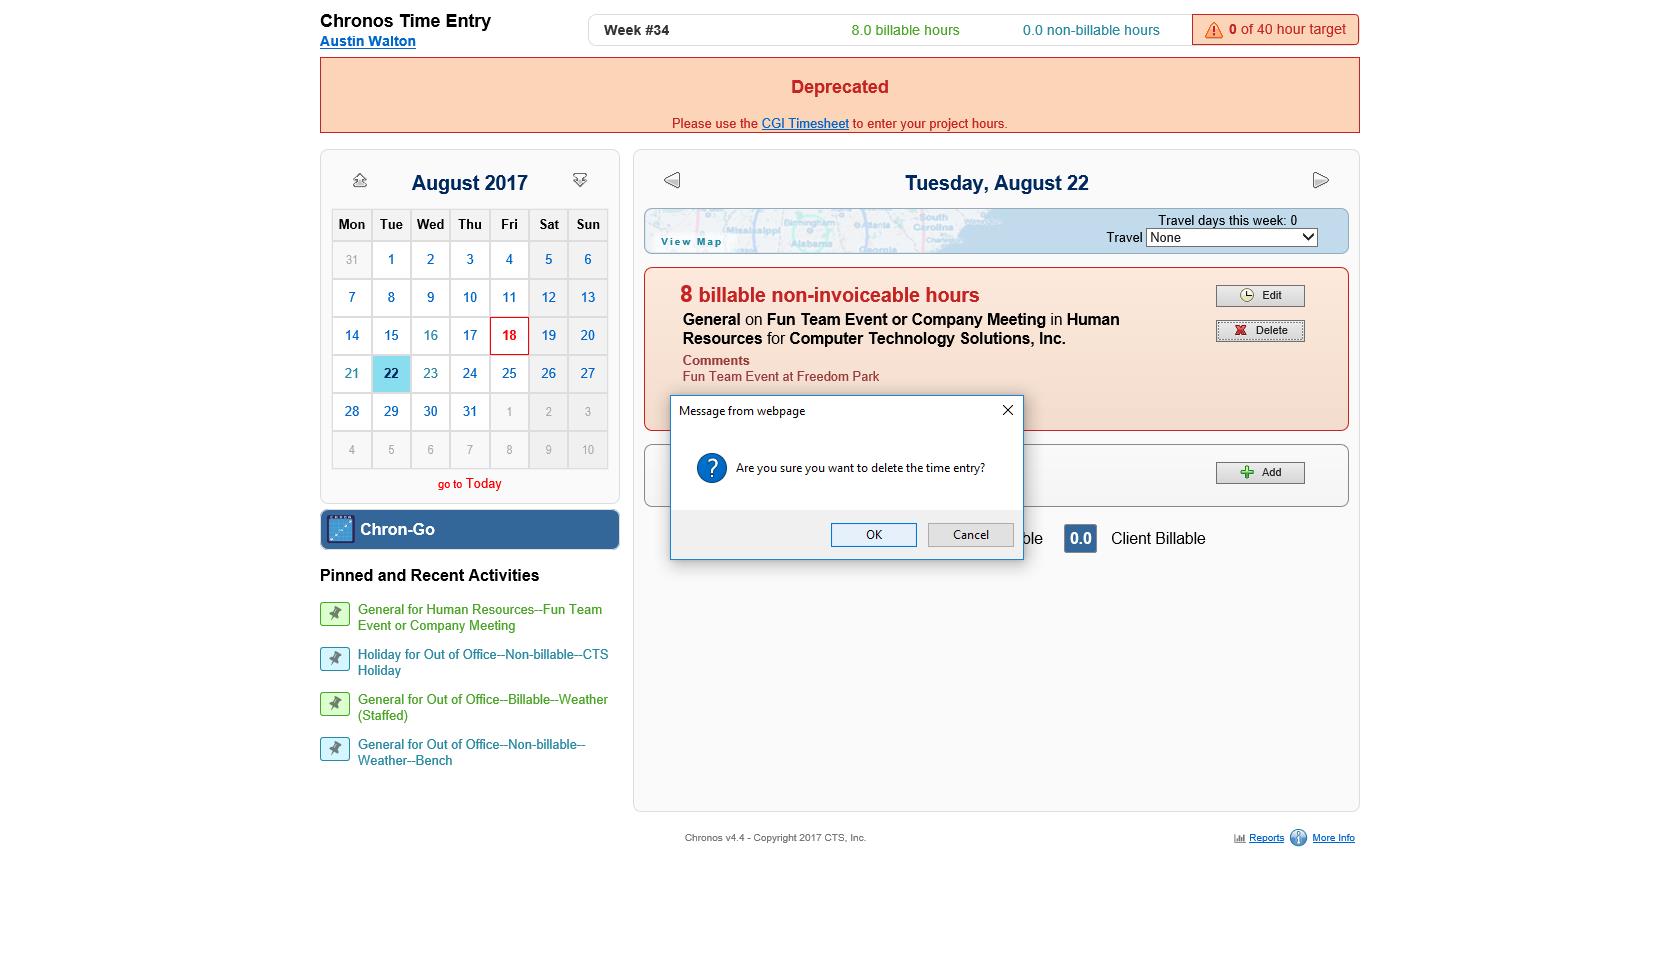 Chronos Time Entry
Austin Walton
Week #34
8.0 billable hours
0.0 non-billable hours
0 of 40 hour target
Deprecated
Please use the CGI Timesheet to enter your project hours.
August 2017
Mon Tue Wed Thu Fri Sat Sun
31 1 2 3 4 5 6
7 8 9 10 11 12 13
14 15 16 17 18 19 20
21 22 23 24 25 26 27
28 29 30 31 1 2 3
4 5 6 7 8 9 10
go to Today
Chron-Go
Pinned and Recent Activities
General for Human Resources--Fun Team
Event or Company Meeting
Holiday for Out of Office--Non-billable--CTS
Holiday
General for Out of Office--Billable--Weather
(Staffed)
General for Out of Office--Non-billable--
Weather--Bench
Tuesday, August 22
View Map
Mississippi
Birmingham
Alabama
Atlanta
Georgia
South
Carolina
Travel days this week: 0
Travel None
8 billable non-invoiceable hours
General on Fun Team Event or Company Meeting in Human
Resources for Computer Technology Solutions, Inc.
Comments
Fun Team Event at Freedom Park
Edit
Delete
Message from webpage
Are you sure you want to delete the time entry?
OK
Cancel
Add
ble
0.0
Client Billable
Chronos v4.4 - Copyright 2017 CTS, Inc.
Reports
More Info